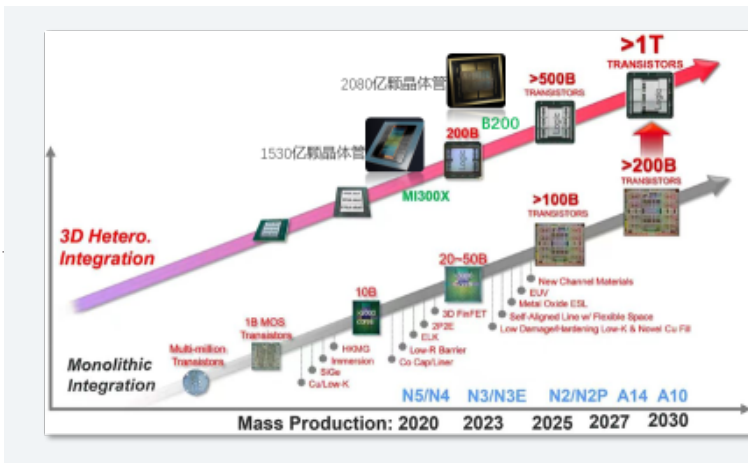 >1T
TRANSISTORS
2080亿颗晶体管
>500B
TRANSISTORS
B200
200B
1530亿颗晶体管
MI300X
>200B
TRANSISTORS
>100B
TRANSISTORS
3D Hetero.
Integration
20~50B
10B
1B MOS
Transistors
Multi-million
Transistors
Monolithic
Integration
New Channel Materials
EUV
Metal Oxide ESL
Self-Aligned Line w/ Flexible Space
Low Damage/Hardening Low-K & Novel Cu Fill
3D FinFET
2P2E
ELK
Low-R Barrier
Co Cap/Liner
HKMG
Immersion
SiGe
Cu/Low-K
N5/N4 N3/N3E N2/N2P A14 A10
Mass Production: 2020 2023 2025 2027 2030